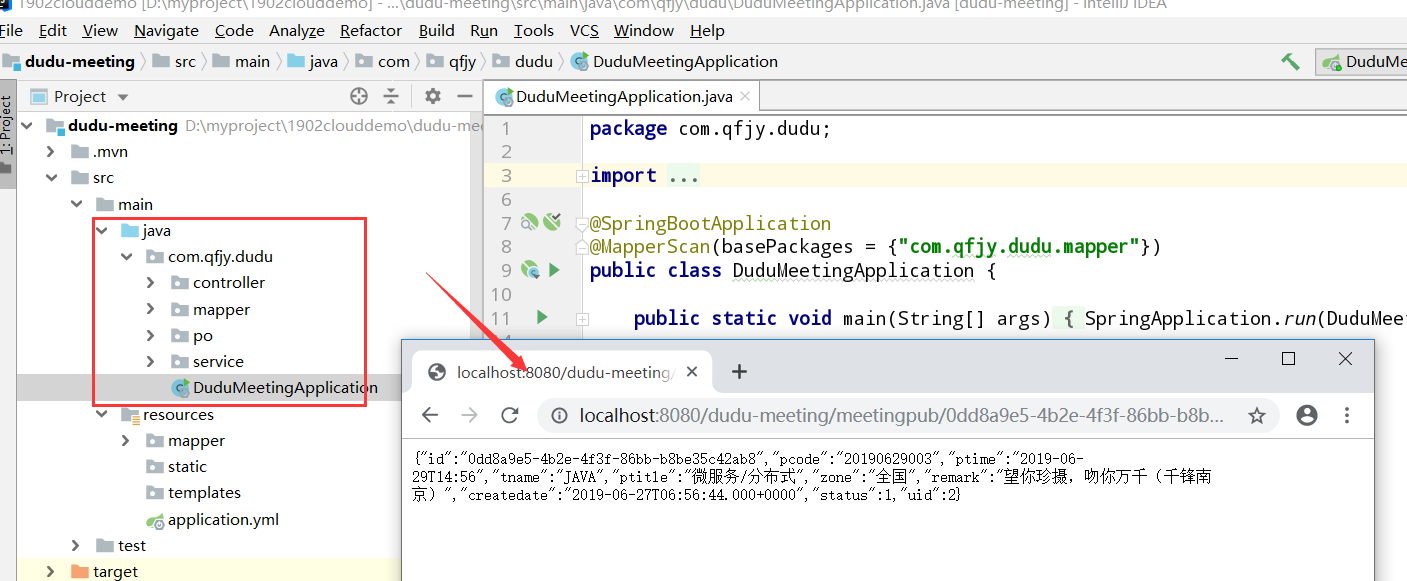 1902clouddemo [D:\myproject\1902clouddemo] - ...\dudu-meeting\src\main\java\com\qfjy\dudu\DuduMeetingApplication.java [dudu-meeting] - IntelliJ IDEA
File Edit View Navigate Code Analyze Refactor Build Run Tools VCS Window Help
dudu-meeting src main java com qfjy dudu DuduMeetingApplication DuduMe
1: Project
Project
DuduMeetingApplication.java
dudu-meeting D:\myproject\1902clouddemo\dudu-mee
.mvn
src
main
java
com.qfjy.dudu
controller
mapper
po
service
DuduMeetingApplication
resources
mapper
static
templates
application.yml
test
target
1 package com.qfjy.dudu;
2
3 import ...
6
7 @SpringBootApplication
8 @MapperScan(basePackages = {"com.qfjy.dudu.mapper"})
9 public class DuduMeetingApplication {
10
11 public static void main(String[] args) { SpringApplication.run(DuduMeet
localhost:8080/dudu-meeting/
localhost:8080/dudu-meeting/meetingpub/0dd8a9e5-4b2e-4f3f-86bb-b8b...
{"id":"0dd8a9e5-4b2e-4f3f-86bb-b8be35c42ab8","pcode":"20190629003","ptime":"2019-06-
29T14:56","tname":"JAVA","ptitle":"微服务/分布式","zone":"全国","remark":"望你珍摄，吻你万千（千锋南
京）","createdate":"2019-06-27T06:56:44.000+0000","status":1,"uid":2}